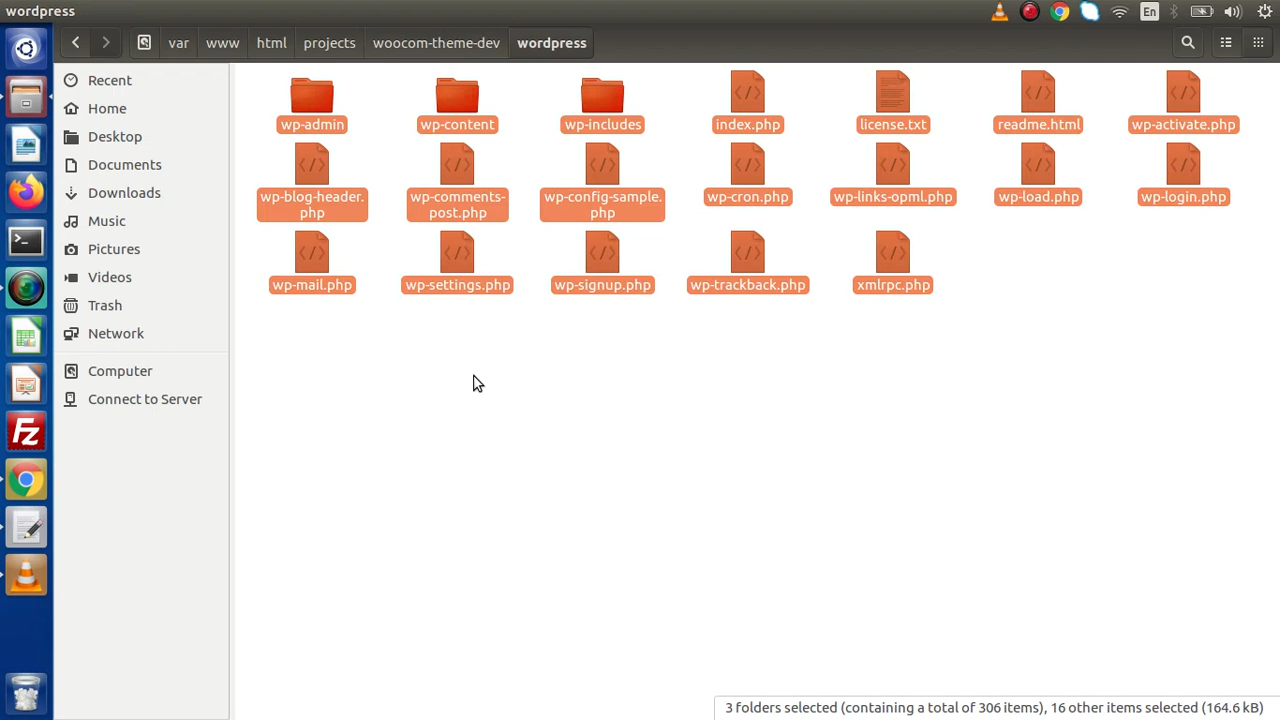 wordpress
En
var
www
html
projects
woocom-theme-dev
wordpress
Recent
Home
Desktop
Documents
Downloads
Music
Pictures
Videos
Trash
Network
Computer
Connect to Server
wp-admin
wp-content
wp-includes
index.php
license.txt
readme.html
wp-activate.php
wp-blog-header.
php
wp-comments-
post.php
wp-config-sample.
php
wp-cron.php
wp-links-opml.php
wp-load.php
wp-login.php
wp-mail.php
wp-settings.php
wp-signup.php
wp-trackback.php
xmlrpc.php
Fz
3 folders selected (containing a total of 306 items), 16 other items selected (164.6 kB)